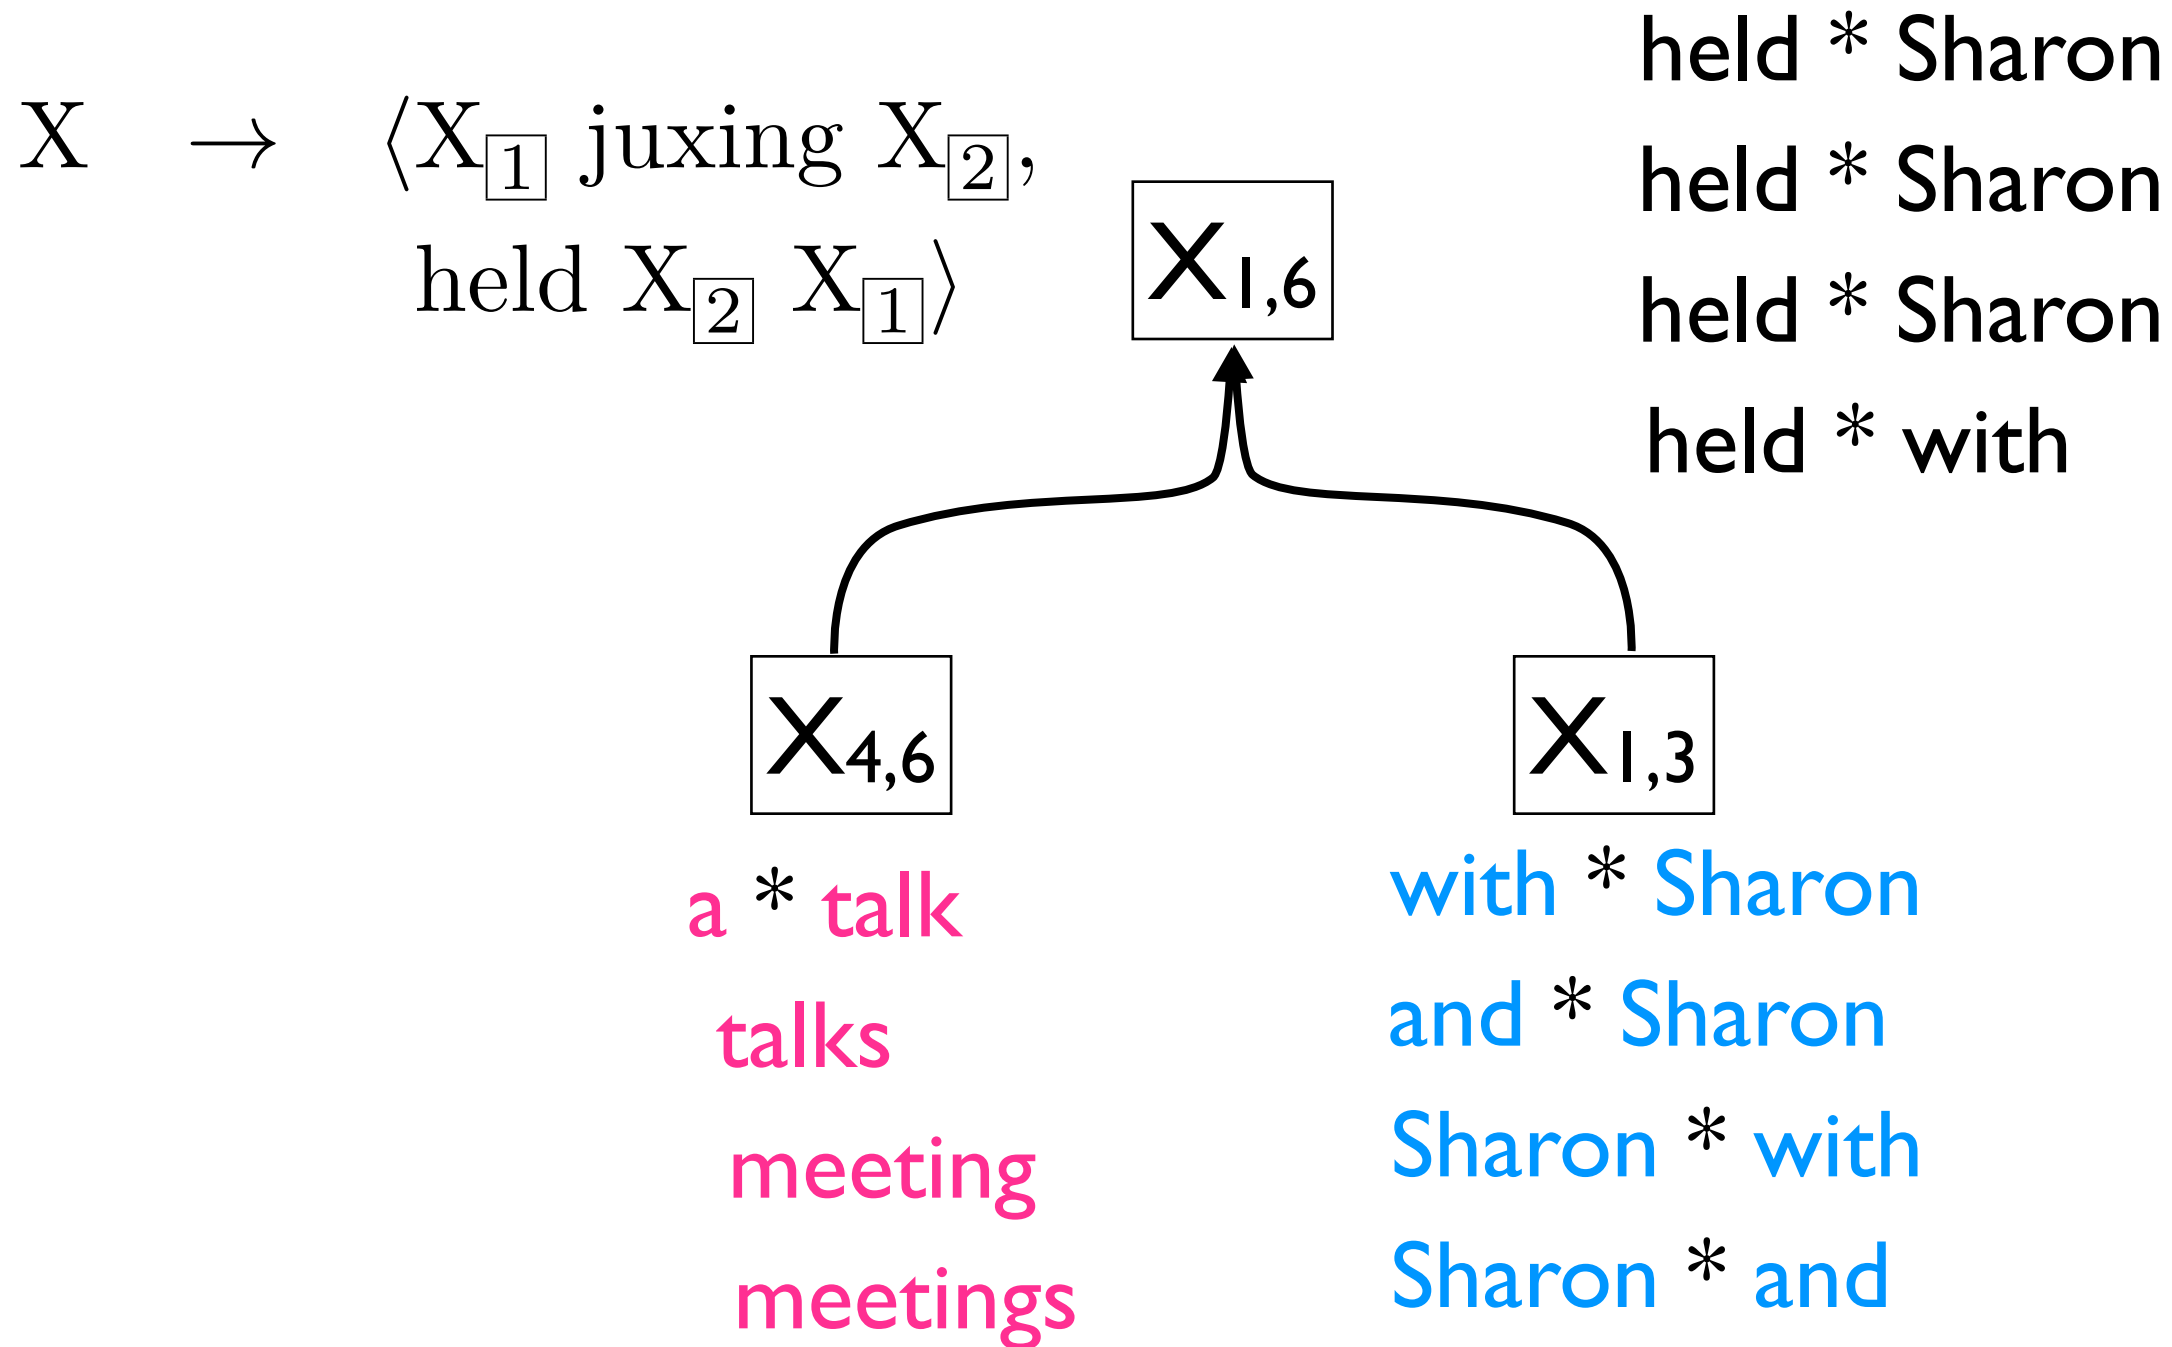 X → ⟨X1 juxing X2,
held X2 X1⟩
held * Sharon
held * Sharon
held * Sharon
held * with
X1,6
X4,6
X1,3
a * talk
talks
meeting
meetings
with * Sharon
and * Sharon
Sharon * with
Sharon * and